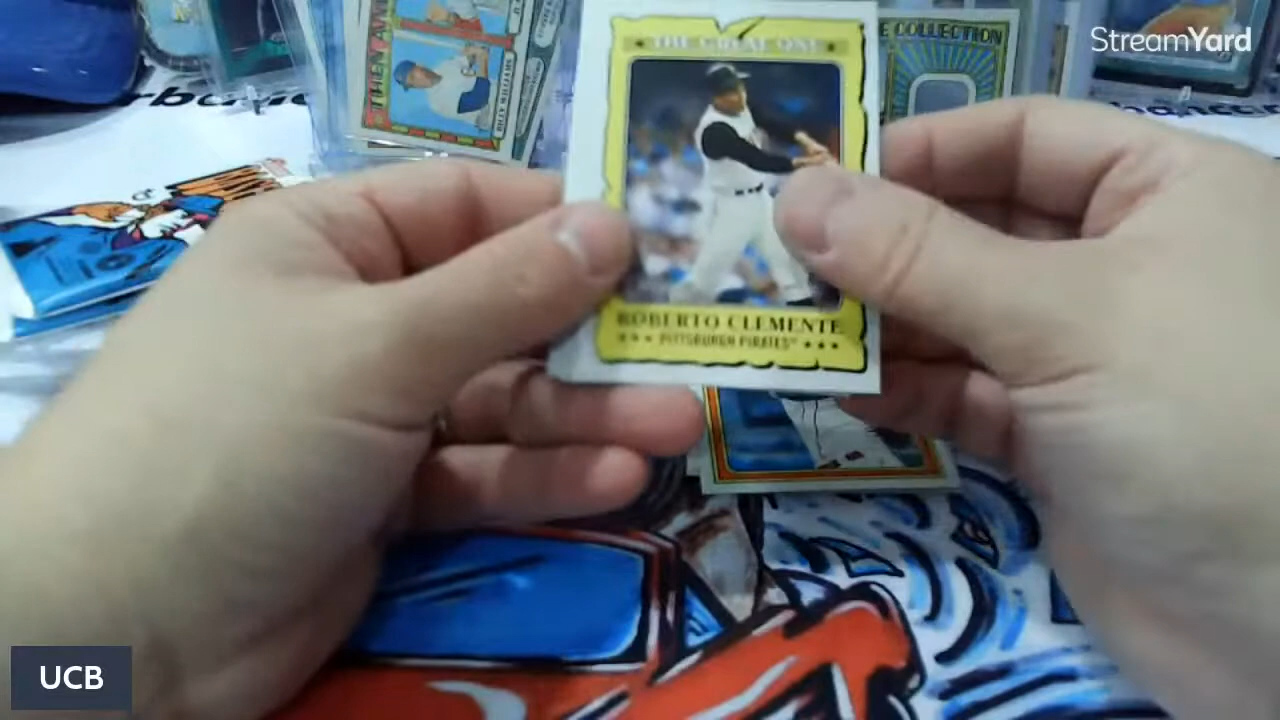 StreamYard
E COLLECTION
THE GREAT ONE
ROBERTO CLEMENTE
PITTSBURGH PIRATES
UCB